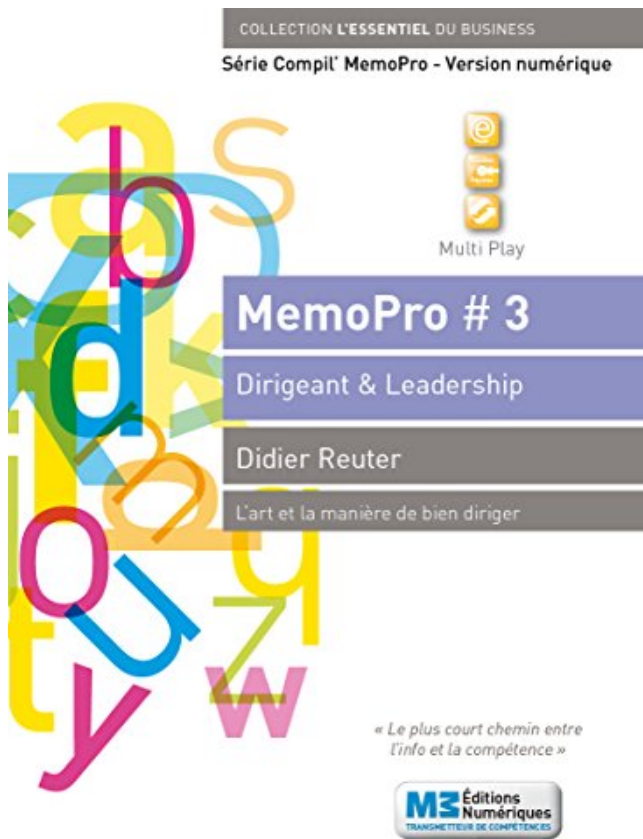 COLLECTION L'ESSENTIEL DU BUSINESS
Série Compil' MemoPro - Version numérique
Multi Play
MemoPro # 3
Dirigeant & Leadership
Didier Reuter
L'art et la manière de bien diriger
« Le plus court chemin entre
l'info et la compétence »
M3 Éditions
Numériques
TRANSMETTEUR DE COMPÉTENCES